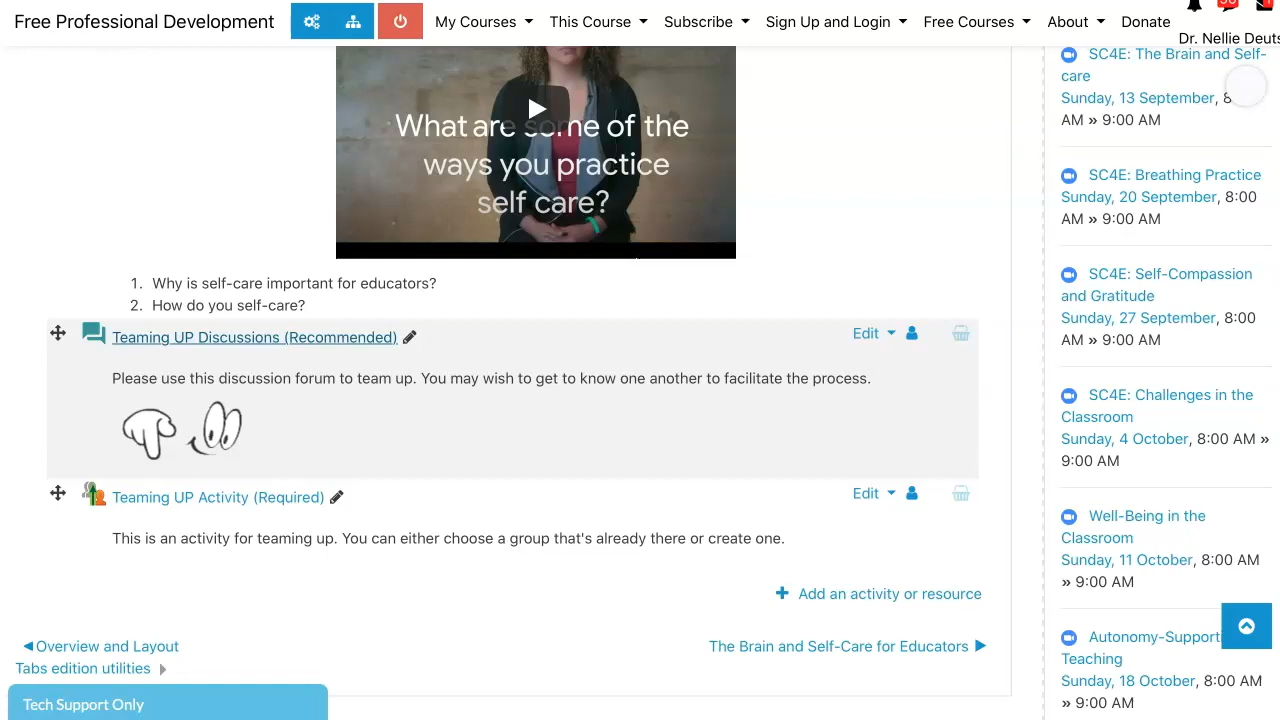 Free Professional Development
My Courses
This Course
Subscribe
Sign Up and Login
Free Courses
About
Donate
Dr. Nellie Deuts
What are some of the
ways you practice
self care?
1. Why is self-care important for educators?
2. How do you self-care?
Teaming UP Discussions (Recommended)
Edit
Please use this discussion forum to team up. You may wish to get to know one another to facilitate the process.
Teaming UP Activity (Required)
Edit
This is an activity for teaming up. You can either choose a group that's already there or create one.
Add an activity or resource
Overview and Layout
The Brain and Self-Care for Educators
Tabs edition utilities
Tech Support Only
SC4E: The Brain and Self-
care
Sunday, 13 September, 8
AM » 9:00 AM
SC4E: Breathing Practice
Sunday, 20 September, 8:00
AM » 9:00 AM
SC4E: Self-Compassion
and Gratitude
Sunday, 27 September, 8:00
AM » 9:00 AM
SC4E: Challenges in the
Classroom
Sunday, 4 October, 8:00 AM »
9:00 AM
Well-Being in the
Classroom
Sunday, 11 October, 8:00 AM
» 9:00 AM
Autonomy-Support
Teaching
Sunday, 18 October, 8:00 AM
» 9:00 AM